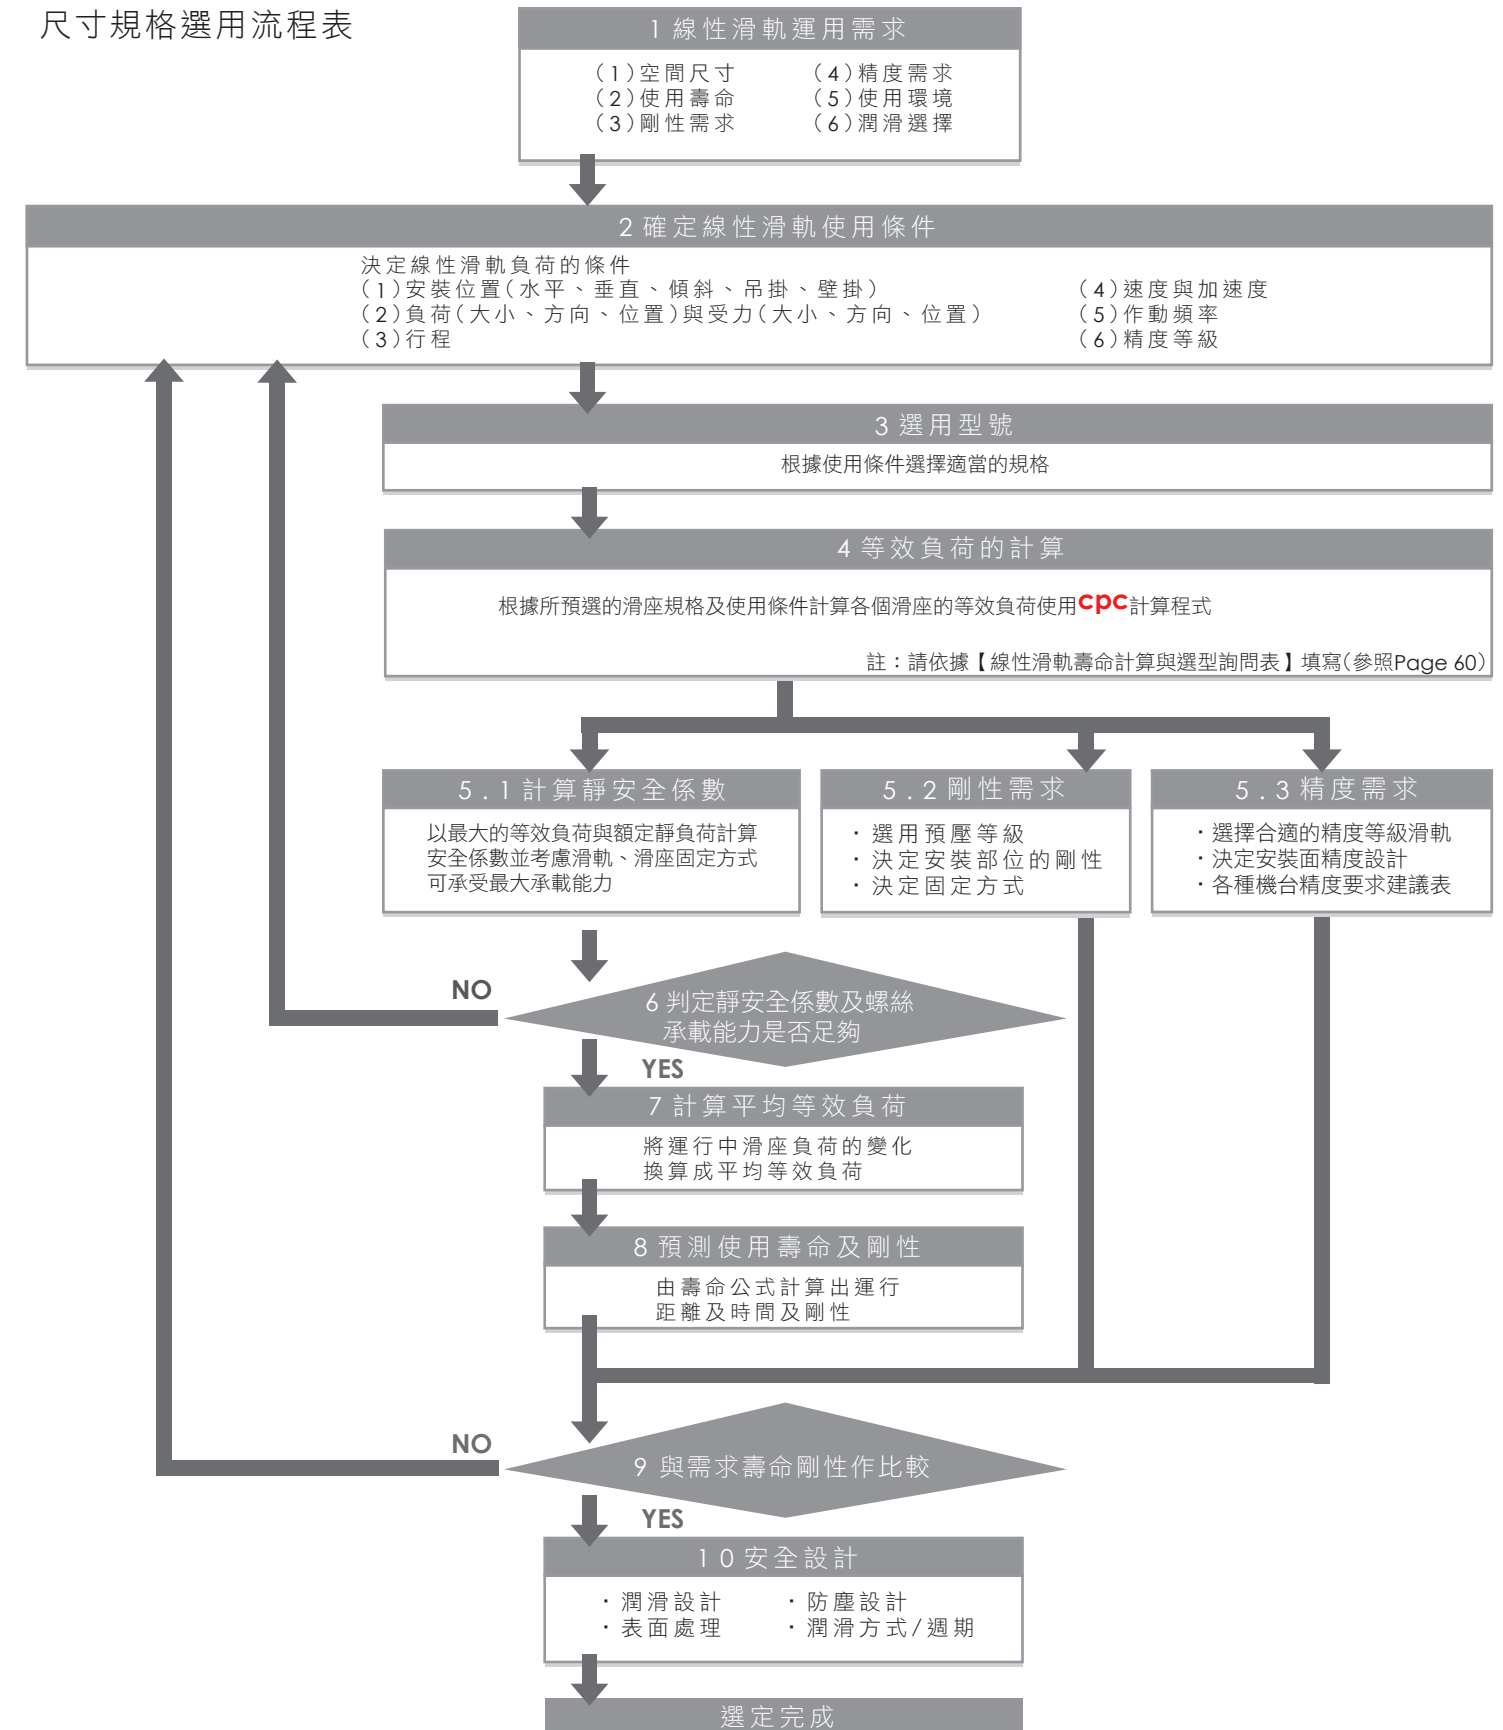 尺寸規格選用流程表
1 線性滑軌運用需求
(1)空間尺寸
(2)使用壽命
(3)剛性需求
(4)精度需求
(5)使用環境
(6)潤滑選擇
2 確定線性滑軌使用條件
決定線性滑軌負荷的條件
(1)安裝位置(水平、垂直、傾斜、吊掛、壁掛)
(2)負荷(大小、方向、位置)與受力(大小、方向、位置)
(3)行程
(4)速度與加速度
(5)作動頻率
(6)精度等級
3 選用型號
根據使用條件選擇適當的規格
4 等效負荷的計算
根據所預選的滑座規格及使用條件計算各個滑座的等效負荷使用cpc計算程式
註：請依據【線性滑軌壽命計算與選型詢問表】填寫(參照Page 60)
5.1 計算靜安全係數
以最大的等效負荷與額定靜負荷計算
安全係數並考慮滑軌、滑座固定方式
可承受最大承載能力
5.2 剛性需求
・選用預壓等級
・決定安裝部位的剛性
・決定固定方式
5.3 精度需求
・選擇合適的精度等級滑軌
・決定安裝面精度設計
・各種機台精度要求建議表
NO
6 判定靜安全係數及螺絲
承載能力是否足夠
YES
7 計算平均等效負荷
將運行中滑座負荷的變化
換算成平均等效負荷
8 預測使用壽命及剛性
由壽命公式計算出運行
距離及時間及剛性
NO
9 與需求壽命剛性作比較
YES
10 安全設計
・潤滑設計
・表面處理
・防塵設計
・潤滑方式/週期
選定完成